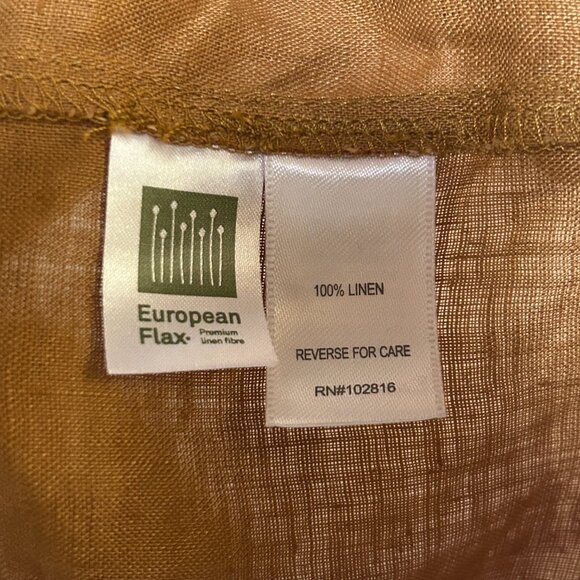 European
Flax® Premium
linen fibre
100% LINEN
REVERSE FOR CARE
RN#102816